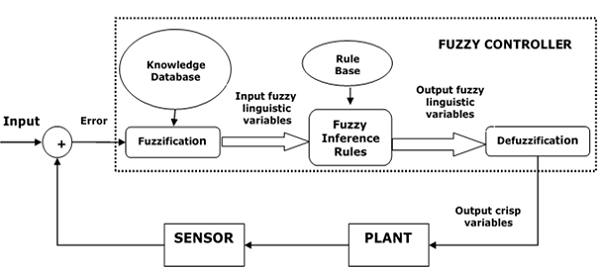 FUZZY CONTROLLER
Knowledge
Database
Rule
Base
Input fuzzy
linguistic
variables
Output fuzzy
linguistic
variables
Input
Error
+
Fuzzification
Fuzzy
Inference
Rules
Defuzzification
Output crisp
variables
SENSOR
PLANT